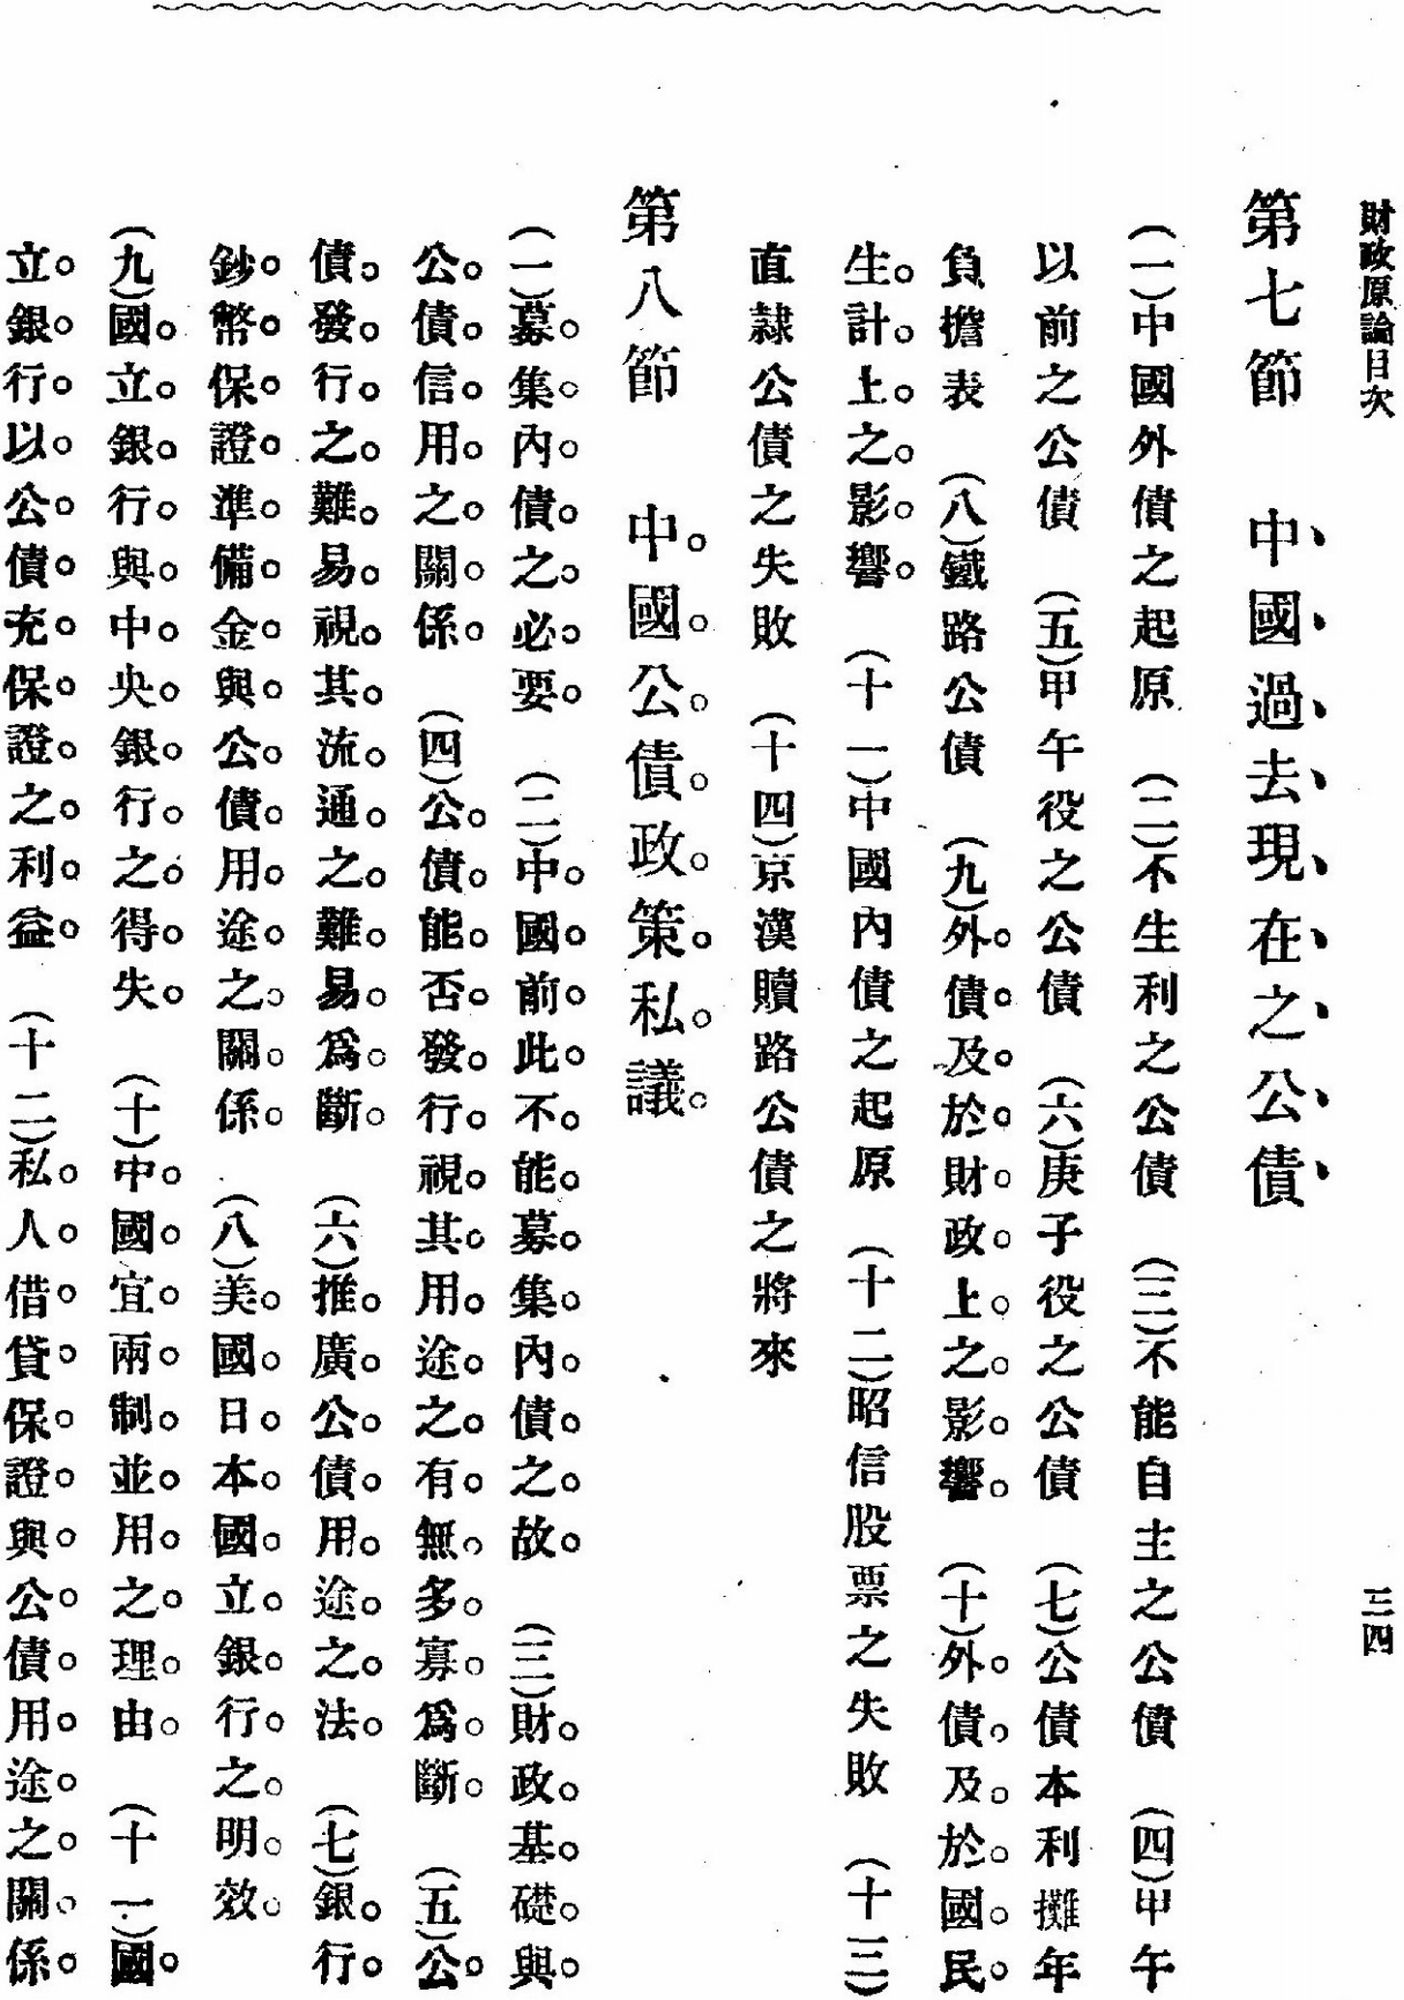 財政原論目次　三四
第七節　中國過去現在之公債
(一)中國外債之起原　(二)不生利之公債　(三)不能自主之公債　(四)甲午
以前之公債　(五)甲午役之公債　(六)庚子役之公債　(七)公債本利攤年
負擔表　(八)鐵路公債　(九)外債及於財政上之影響　(十)外債及於國民
生計上之影響　(十一)中國內債之起原　(十二)昭信股票之失敗　(十三)
直隸公債之失敗　(十四)京漢贖路公債之將來
第八節　中國公債政策私議
(一)募集內債之必要　(二)中國前此不能募集內債之故　(三)財政基礎與
公債信用之關係　(四)公債能否發行視其用途之有無多寡爲斷　(五)公
債發行之難易視其流通之難易爲斷　(六)推廣公債用途之法　(七)銀行
鈔幣保證準備金與公債用途之關係　(八)美國日本國立銀行之明效
(九)國立銀行與中央銀行之得失　(十)中國宜兩制並用之理由　(十一)國
立銀行以公債充保證之利益　(十二)私人借貸保證與公債用途之關係